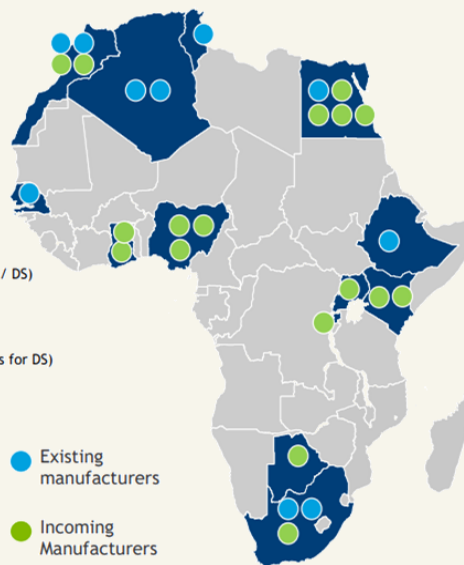 / DS)
s for DS)
Existing
manufacturers
Incoming
Manufacturers